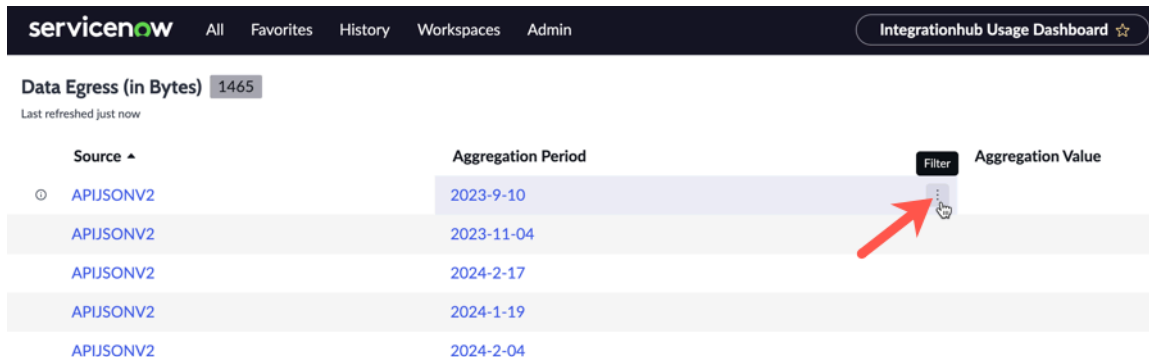 servicenow All Favorites History Workspaces Admin Integrationhub Usage Dashboard
Data Egress (in Bytes) 1465
Last refreshed just now
Source Aggregation Period Filter Aggregation Value
APIJSONV2 2023-9-10
APIJSONV2 2023-11-04
APIJSONV2 2024-2-17
APIJSONV2 2024-1-19
APIJSONV2 2024-2-04